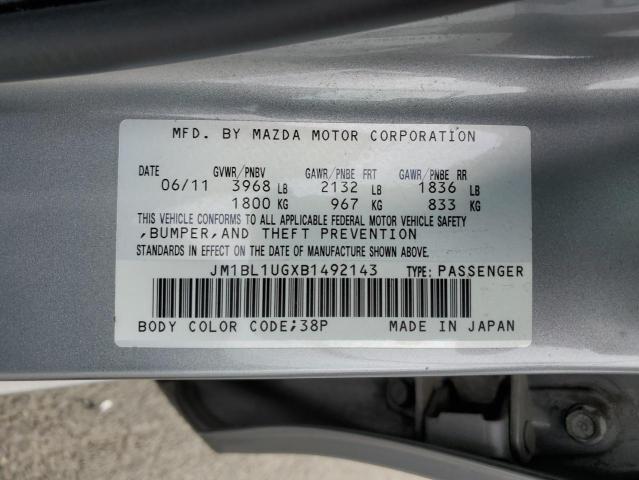 MFD. BY MAZDA MOTOR CORPORATION
DATE GVWR/PNBV GAWR/PNBE FRT GAWR/PNBE RR
06/11 3968 LB 2132 LB 1836 LB
1800 KG 967 KG 833 KG
THIS VEHICLE CONFORMS TO ALL APPLICABLE FEDERAL MOTOR VEHICLE SAFETY
,BUMPER,AND THEFT PREVENTION
STANDARDS IN EFFECT ON THE DATE OF MANUFACTURE SHOWN ABOVE.
JM1BL1UGXB1492143 TYPE: PASSENGER
BODY COLOR CODE;38P MADE IN JAPAN